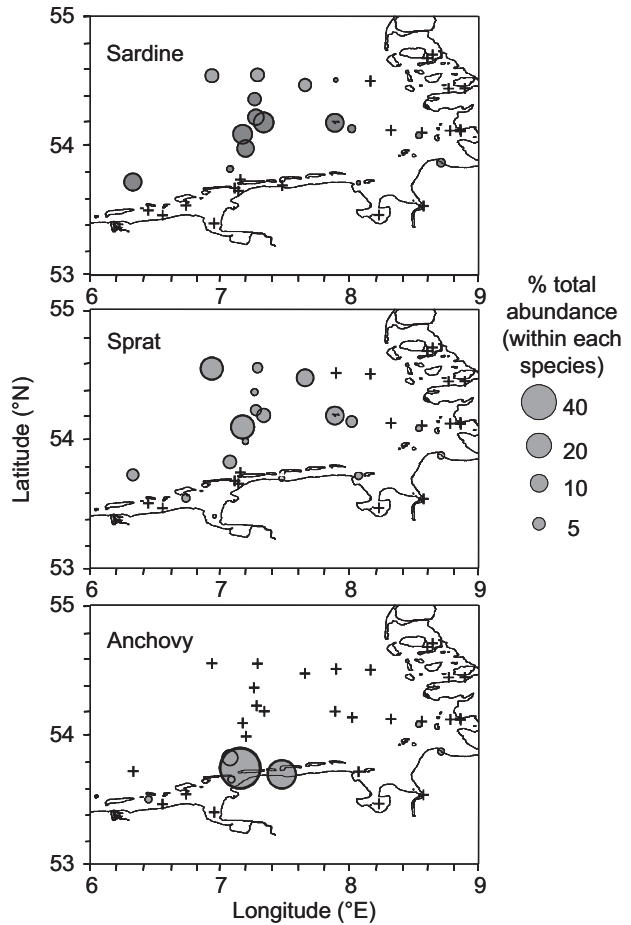 55
Sardine
54
53
6 7 8 9
55
Sprat
54
53
6 7 8 9
55
Anchovy
54
53
6 7 8 9
Latitude (°N)
Longitude (°E)
% total
abundance
(within each
species)
40
20
10
5